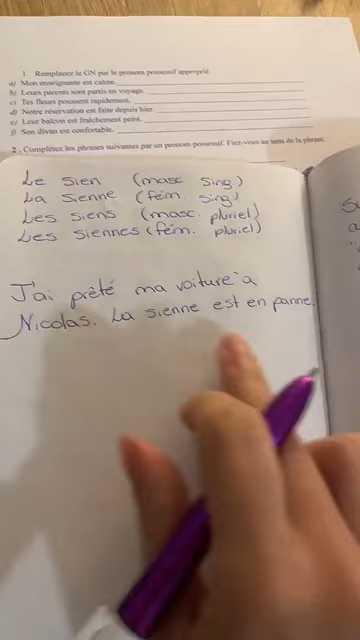 1. Remplacez le GN par le pronom possessif approprié.
a) Mon enseignante est calme.
b) Leurs parents sont partis en voyage.
c) Tes fleurs poussent rapidement.
d) Notre réservation est faite depuis hier.
e) Leur balcon est fraîchement peint.
f) Son divan est confortable.
2. Complétez les phrases suivantes par un pronom possessif. Fiez-vous au sens de la phrase.
Le sien (masc sing.)
La sienne (fém. sing)
Les siens (masc. pluriel)
Les siennes (fém. pluriel)
J'ai prêté ma voiture à
Nicolas. La sienne est en panne.